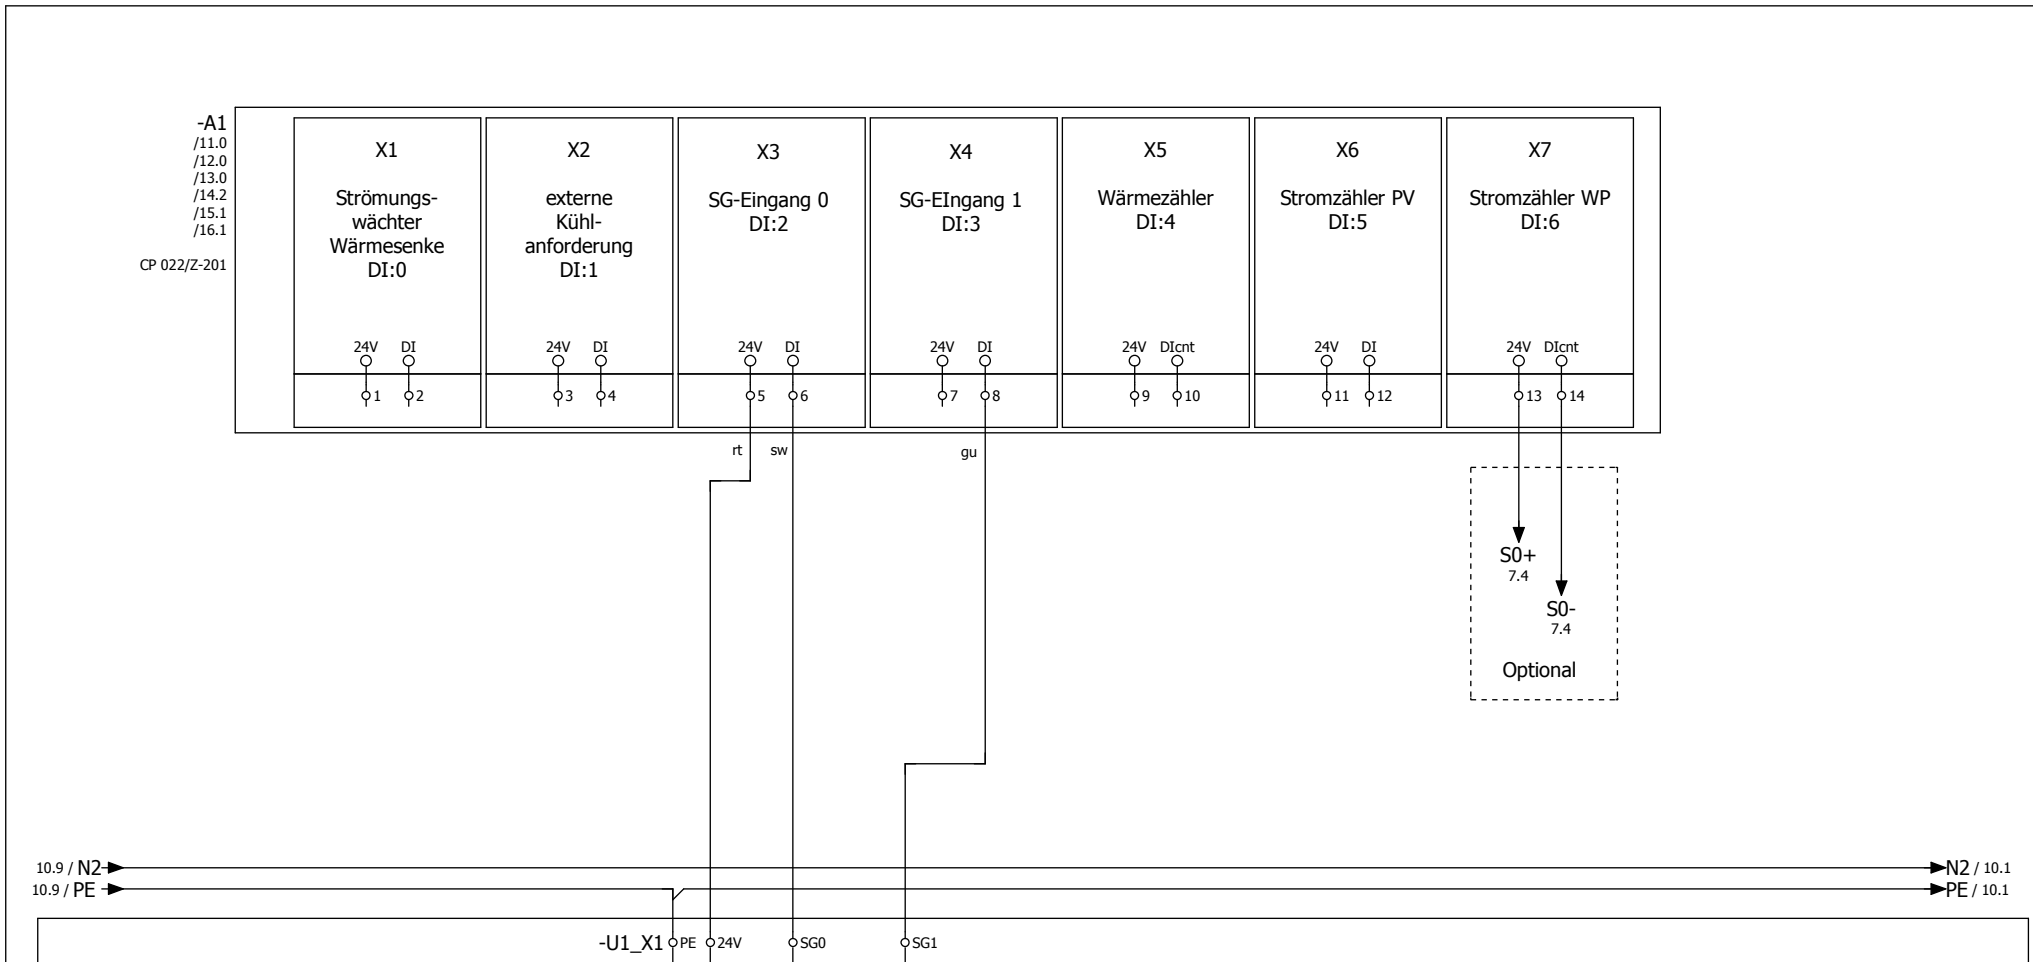 -A1
/11.0
/12.0
/13.0
/14.2
/15.1
/16.1
CP 022/Z-201
X1
Strömungs-
wächter
Wärmesenke
DI:0
24V DI
1 2
X2
externe
Kühl-
anforderung
DI:1
24V DI
3 4
X3
SG-Eingang 0
DI:2
24V DI
5 6
X4
SG-EIngang 1
DI:3
24V DI
7 8
X5
Wärmezähler
DI:4
24V DIcnt
9 10
X6
Stromzähler PV
DI:5
24V DI
11 12
X7
Stromzähler WP
DI:6
24V DIcnt
13 14
rt sw gu
S0+
7.4
S0-
7.4
Optional
10.9 / N2 N2 / 10.1
10.9 / PE PE / 10.1
-U1_X1 PE 24V SG0 SG1